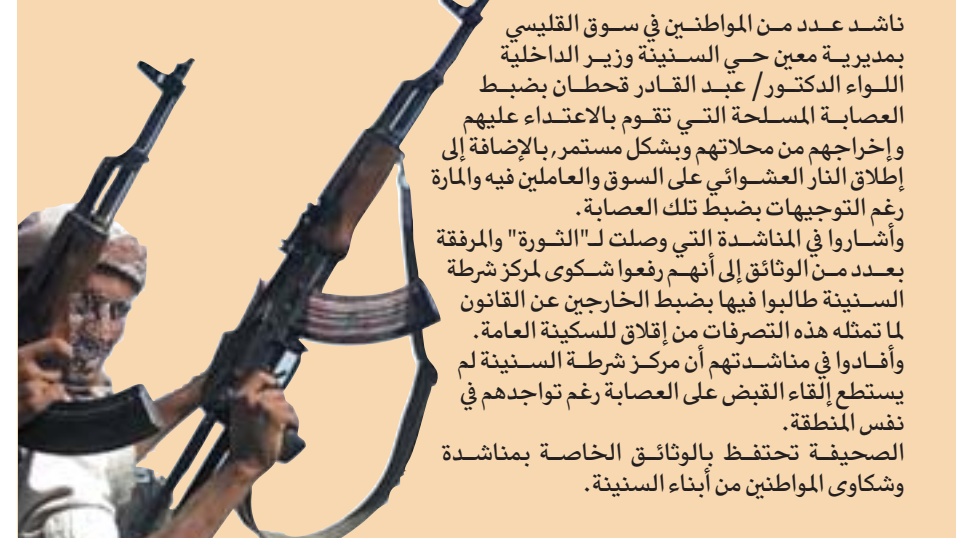 ناشد عدد من المواطنين في سوق القليسي
بمديرية معين حي السنينة وزير الداخلية
اللواء الدكتور/ عبد القادر قحطان بضبط
العصابة المسلحة التي تقوم بالاعتداء عليهم
وإخراجهم من محلاتهم وبشكل مستمر,بالإضافة إلى
إطلاق النار العشوائي على السوق والعاملين فيه والمارة
رغم التوجيهات بضبط تلك العصابة.
وأشاروا في المناشدة التي وصلت لـ"الثورة" والمرفقة
بعدد من الوثائق إلى أنهم رفعوا شكوى لمركز شرطة
السنينة طالبوا فيها بضبط الخارجين عن القانون
لما تمثله هذه التصرفات من إقلاق للسكينة العامة.
وأفادوا في مناشدتهم أن مركز شرطة السنينة لم
يستطع إلقاء القبض على العصابة رغم تواجدهم في
نفس المنطقة.
الصحيفة تحتفظ بالوثائق الخاصة بمناشدة
وشكاوى المواطنين من أبناء السنينة.